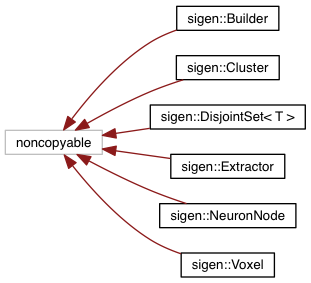 sigen::Builder
sigen::Cluster
sigen::DisjointSet< T >
noncopyable
sigen::Extractor
sigen::NeuronNode
sigen::Voxel